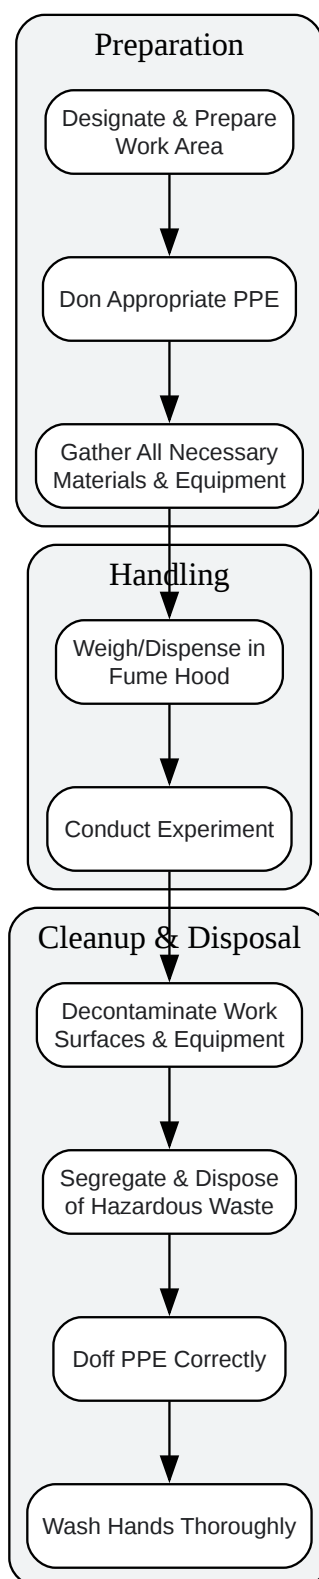 Preparation
Designate & Prepare
Work Area
Don Appropriate PPE
Gather All Necessary
Materials & Equipment
Handling
Weigh/Dispense in
Fume Hood
Conduct Experiment
Cleanup & Disposal
Decontaminate Work
Surfaces & Equipment
Segregate & Dispose
of Hazardous Waste
Doff PPE Correctly
Wash Hands Thoroughly